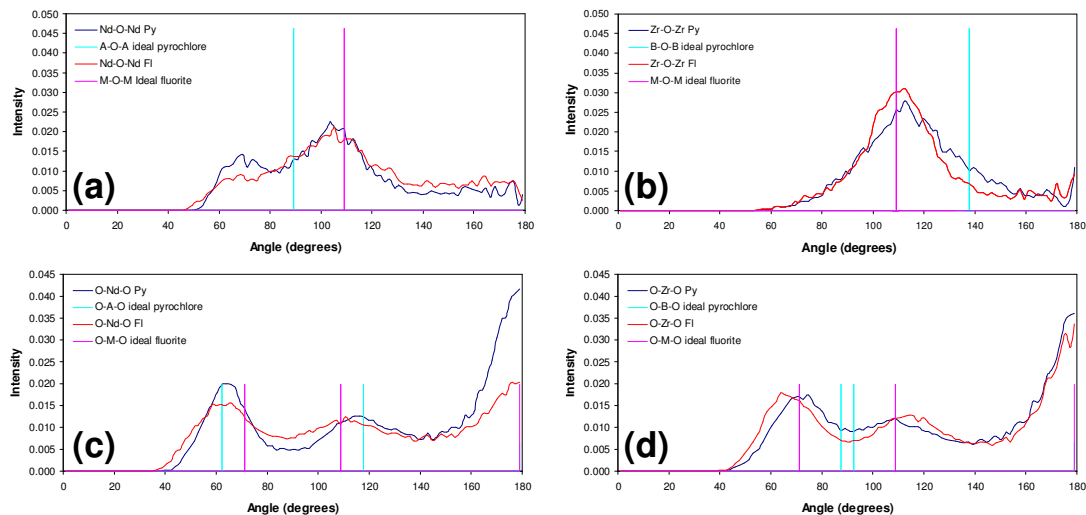 Nd-O-Nd Py
A-O-A ideal pyrochlore
Nd-O-Nd Fl
M-O-M Ideal fluorite
0.050
0.045
0.040
0.035
0.030
0.025
0.020
0.015
0.010
0.005
0.000
Intensity
(a)
0 20 40 60 80 100 120 140 160 180
Angle (degrees)
Zr-O-Zr Py
B-O-B ideal pyrochlore
Zr-O-Zr Fl
M-O-M ideal fluorite
0.050
0.045
0.040
0.035
0.030
0.025
0.020
0.015
0.010
0.005
0.000
Intensity
(b)
0 20 40 60 80 100 120 140 160 180
Angle (degrees)
O-Nd-O Py
O-A-O ideal pyrochlore
O-Nd-O Fl
O-M-O ideal fluorite
0.045
0.040
0.035
0.030
0.025
0.020
0.015
0.010
0.005
0.000
Intensity
(c)
0 20 40 60 80 100 120 140 160 180
Angle (degrees)
O-Zr-O Py
O-B-O ideal pyrochlore
O-Zr-O Fl
O-M-O ideal fluorite
0.045
0.040
0.035
0.030
0.025
0.020
0.015
0.010
0.005
0.000
Intensity
(d)
0 20 40 60 80 100 120 140 160 180
Angle (degrees)